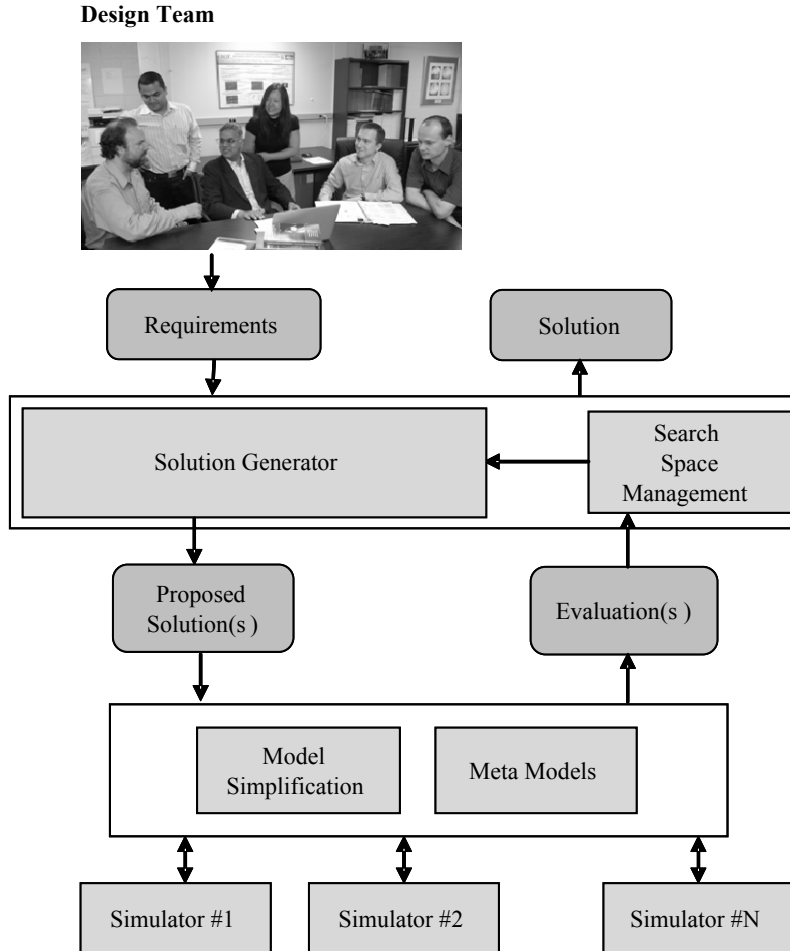 Design Team
Requirements
Solution
Solution Generator
Search
Space
Management
Proposed
Solution(s )
Evaluation(s )
Model
Simplification
Meta Models
Simulator #1
Simulator #2
Simulator #N